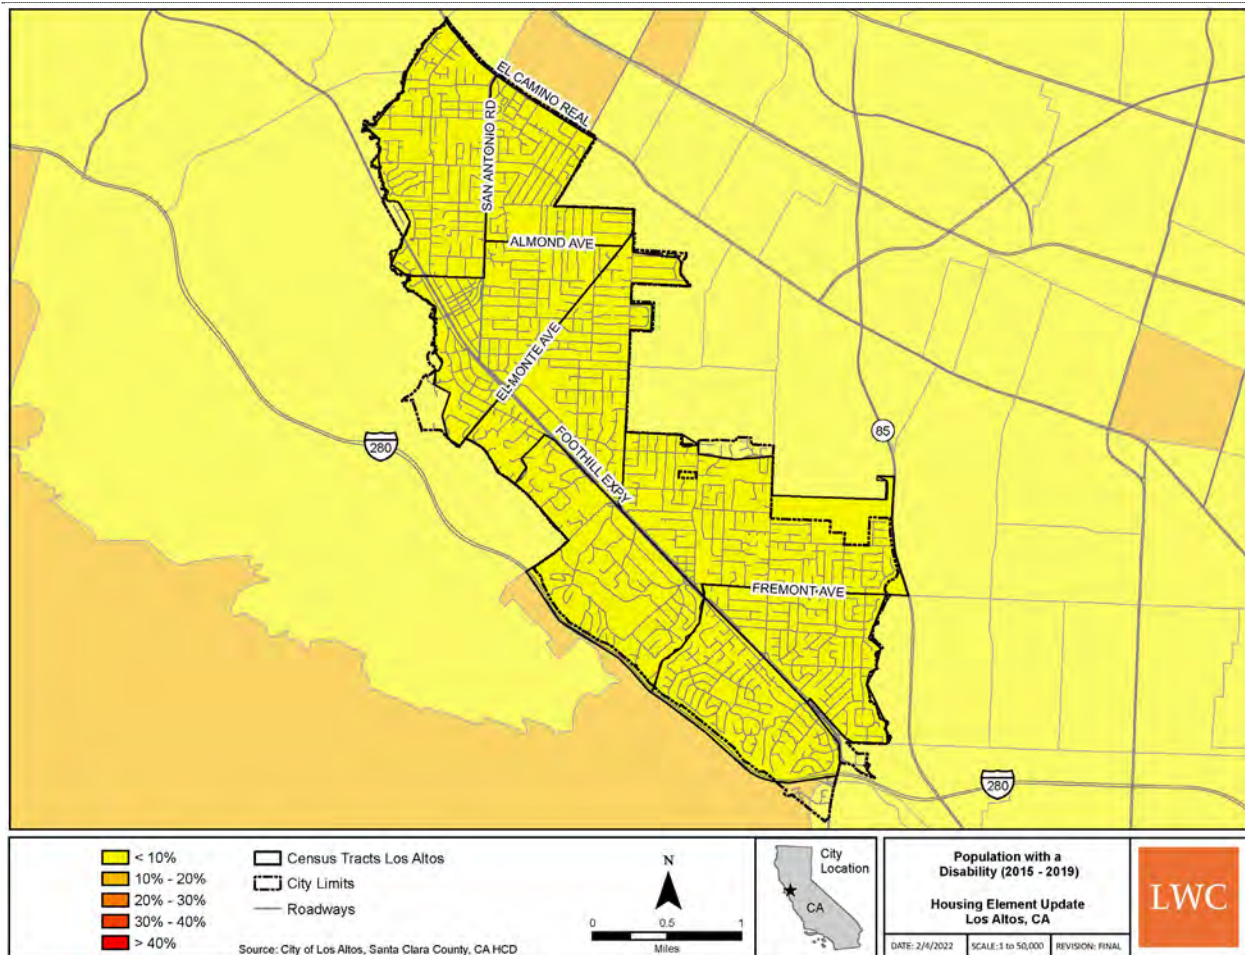 EL CAMINO REAL
SAN ANTONIO RD
ALMOND AVE
EL MONTE AVE
FOOTHILL EXPY
280
85
FREMONT AVE
280
< 10%
10% - 20%
20% - 30%
30% - 40%
> 40%
Census Tracts Los Altos
City Limits
Roadways
Source: City of Los Altos, Santa Clara County, CA HCD
N
0 0.5 1
Miles
City
Location
CA
Population with a
Disability (2015 - 2019)
Housing Element Update
Los Altos, CA
DATE: 2/4/2022
SCALE:1 to 50,000
REVISION: FINAL
LWC